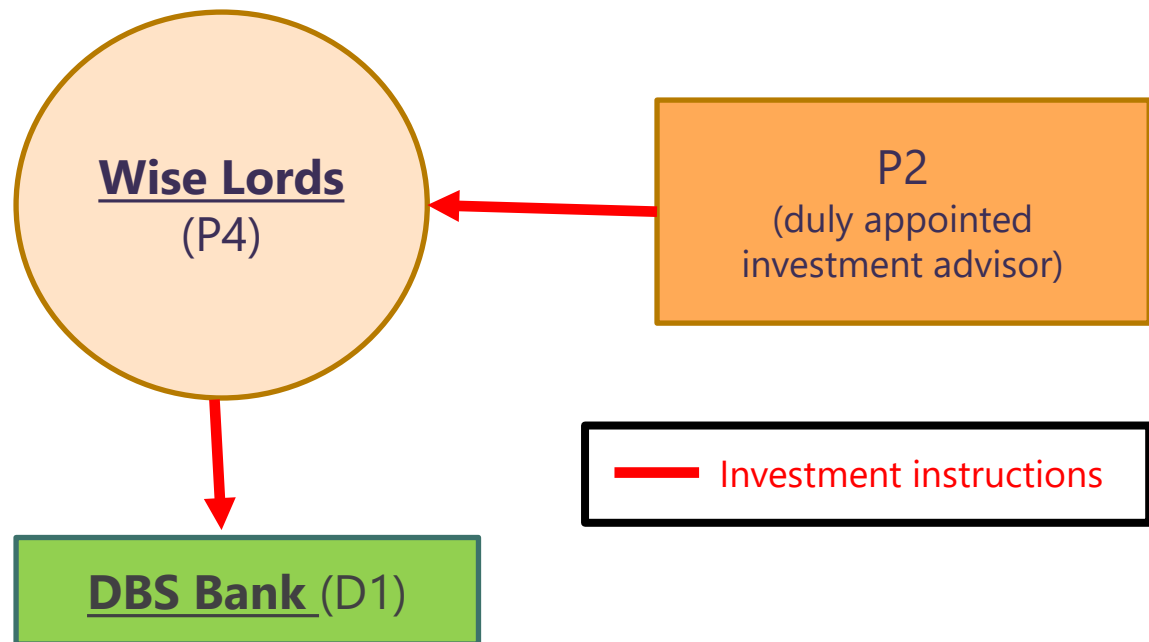 Wise Lords
(P4)
P2
(duly appointed
investment advisor)
Investment instructions
DBS Bank (D1)